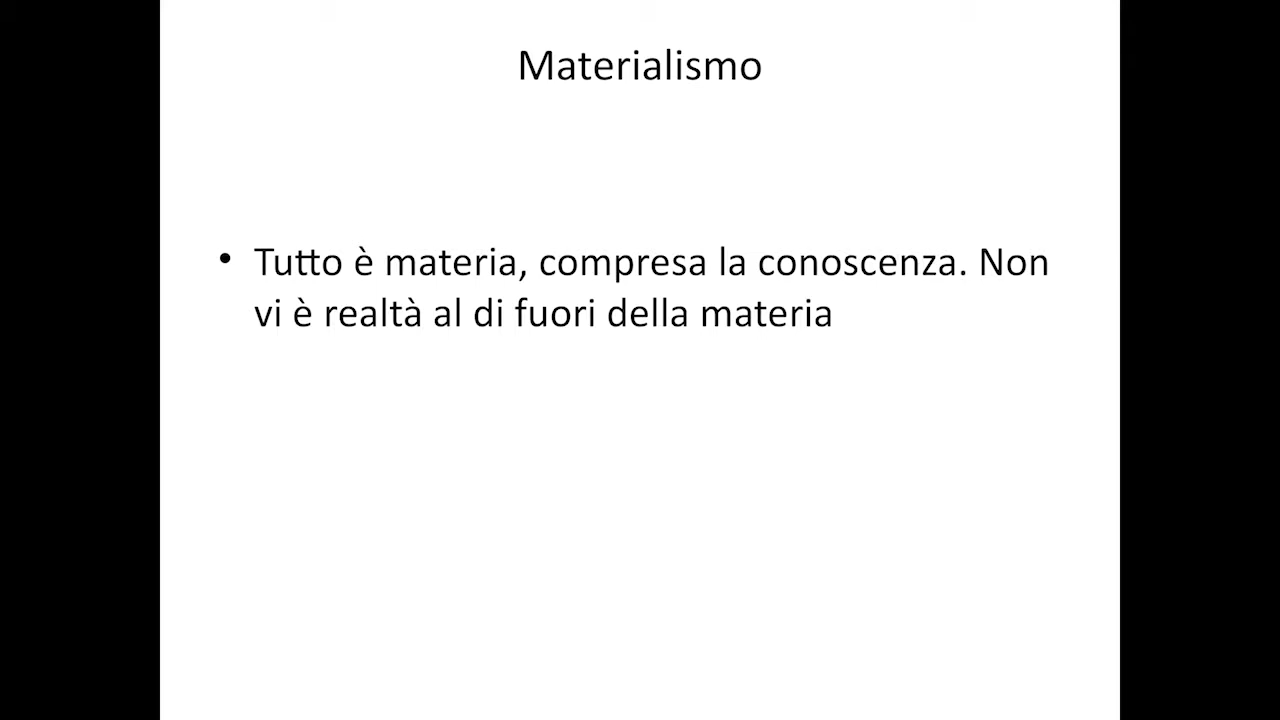 Materialismo
• Tutto è materia, compresa la conoscenza. Non
vi è realtà al di fuori della materia